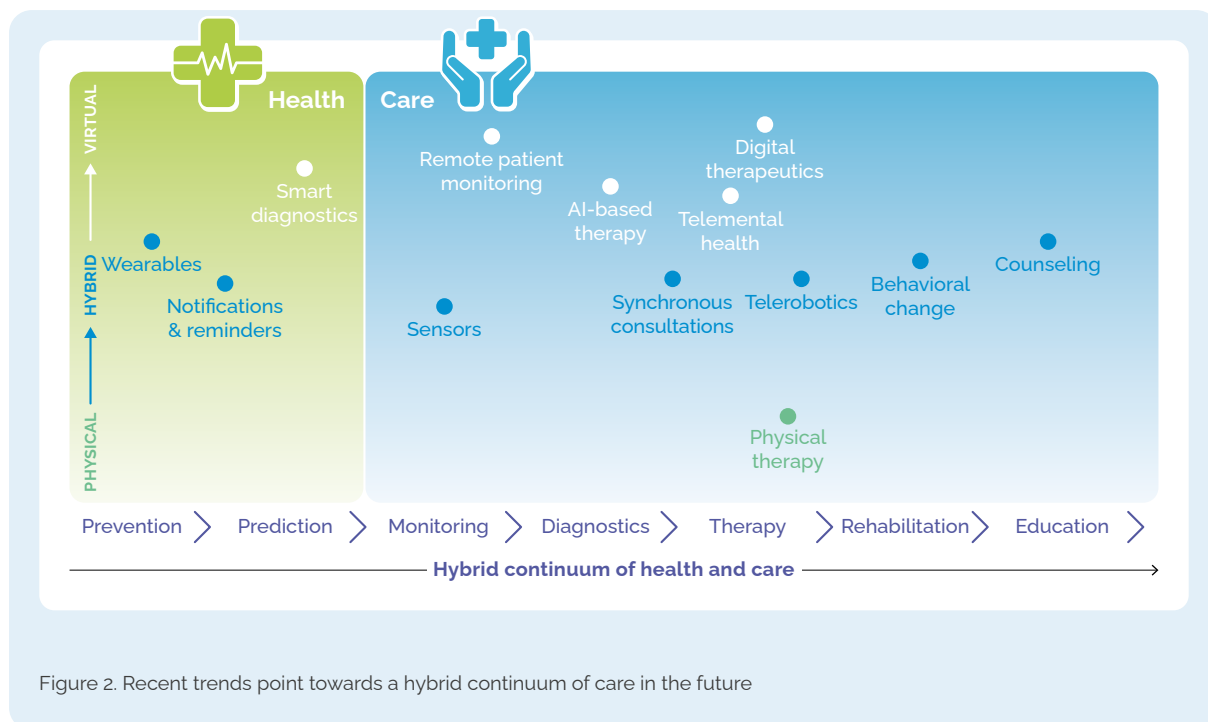 Health
Care
VIRTUAL
HYBRID
PHYSICAL
Smart
diagnostics
Wearables
Notifications
& reminders
Remote patient
monitoring
Digital
therapeutics
AI-based
therapy
Telemental
health
Sensors
Synchronous
consultations
Telerobotics
Behavioral
change
Counseling
Physical
therapy
Prevention
Prediction
Monitoring
Diagnostics
Therapy
Rehabilitation
Education
Hybrid continuum of health and care
Figure 2. Recent trends point towards a hybrid continuum of care in the future